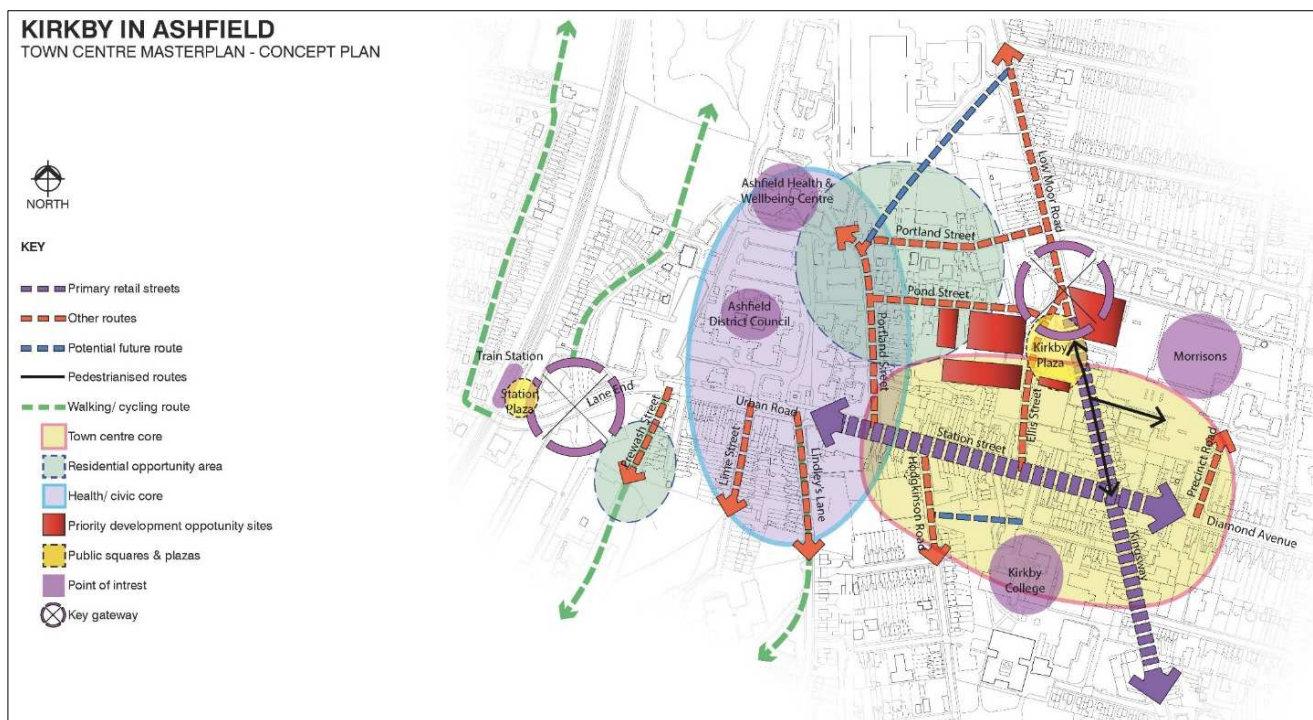 KIRKBY IN ASHFIELD
TOWN CENTRE MASTERPLAN - CONCEPT PLAN
NORTH
KEY
Primary retail streets
Other routes
Potential future route
Pedestrianised routes
Walking/ cycling route
Town centre core
Residential opportunity area
Health/ civic core
Priority development oppotunity sites
Public squares & plazas
Point of intrest
Key gateway
Ashfield Health &
Wellbeing Centre
Low Moor Road
Portland Street
Pond Street
Ashfield
District Council
Portland Street
Kirkby
Plaza
Morrisons
Train Station
Station
Plaza
Lane End
Prewash Street
Urban Road
Lime Street
Lindley's Lane
Station street
Ellis Street
Hodgkinson Road
Precinct Road
Diamond Avenue
Kingsway
Kirkby
College